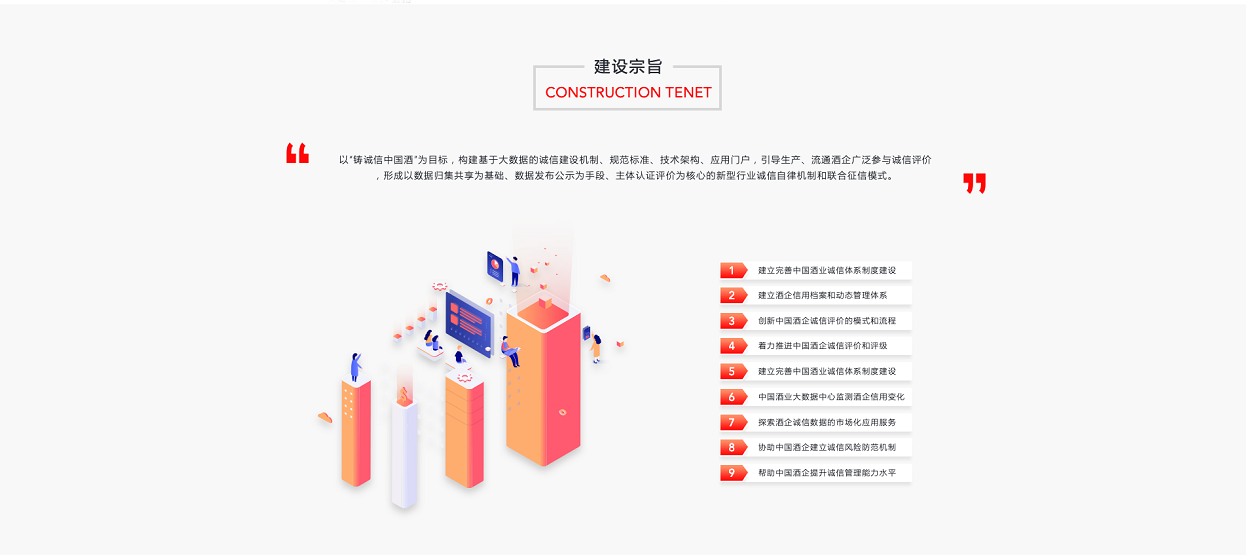 建设宗旨
CONSTRUCTION TENET
以“铸诚信中国酒”为目标，构建基于大数据的诚信建设机制、规范标准、技术架构、应用门户，引导生产、流通酒企广泛参与诚信评价
，形成以数据归集共享为基础、数据发布公示为手段、主体认证评价为核心的新型行业诚信自律机制和联合征信模式。
1 建立完善中国酒业诚信体系制度建设
2 建立酒企信用档案和动态管理体系
3 创新中国酒企诚信评价的模式和流程
4 着力推进中国酒企诚信评价和评级
5 建立完善中国酒业诚信体系制度建设
6 中国酒业大数据中心监测酒企信用变化
7 探索酒企诚信数据的市场化应用服务
8 协助中国酒企建立诚信风险防范机制
9 帮助中国酒企提升诚信管理能力水平